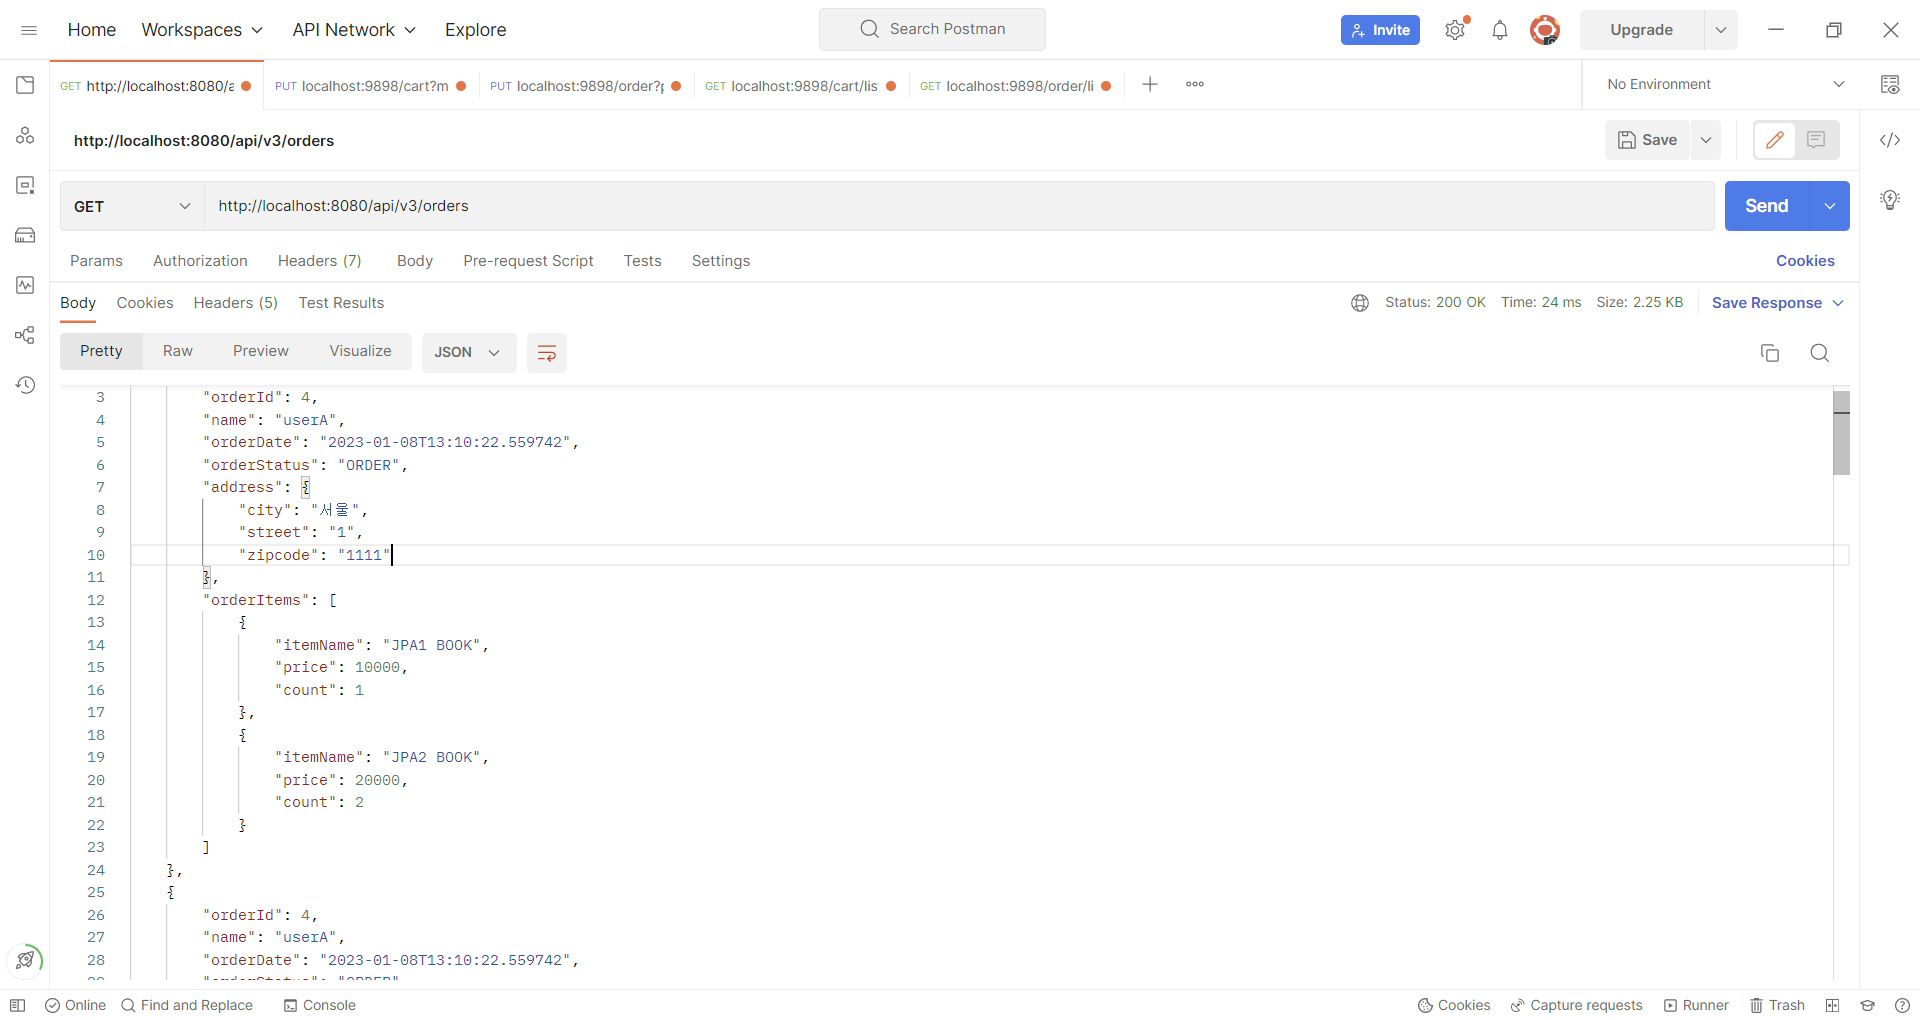 Home Workspaces API Network Explore Search Postman Invite Upgrade
GET http://localhost:8080/a PUT localhost:9898/cart?m PUT localhost:9898/order?p GET localhost:9898/cart/lis GET localhost:9898/order/li No Environment
http://localhost:8080/api/v3/orders Save
GET http://localhost:8080/api/v3/orders Send
Params Authorization Headers (7) Body Pre-request Script Tests Settings Cookies
Body Cookies Headers (5) Test Results Status: 200 OK Time: 24 ms Size: 2.25 KB Save Response
Pretty Raw Preview Visualize JSON
3 "orderId": 4,
4 "name": "userA",
5 "orderDate": "2023-01-08T13:10:22.559742",
6 "orderStatus": "ORDER",
7 "address": {
8 "city": "서울",
9 "street": "1",
10 "zipcode": "1111"
11 },
12 "orderItems": [
13 {
14 "itemName": "JPA1 BOOK",
15 "price": 10000,
16 "count": 1
17 },
18 {
19 "itemName": "JPA2 BOOK",
20 "price": 20000,
21 "count": 2
22 }
23 ]
24 },
25 {
26 "orderId": 4,
27 "name": "userA",
28 "orderDate": "2023-01-08T13:10:22.559742",
29 "orderStatus": "ORDER"
Online Find and Replace Console Cookies Capture requests Runner Trash